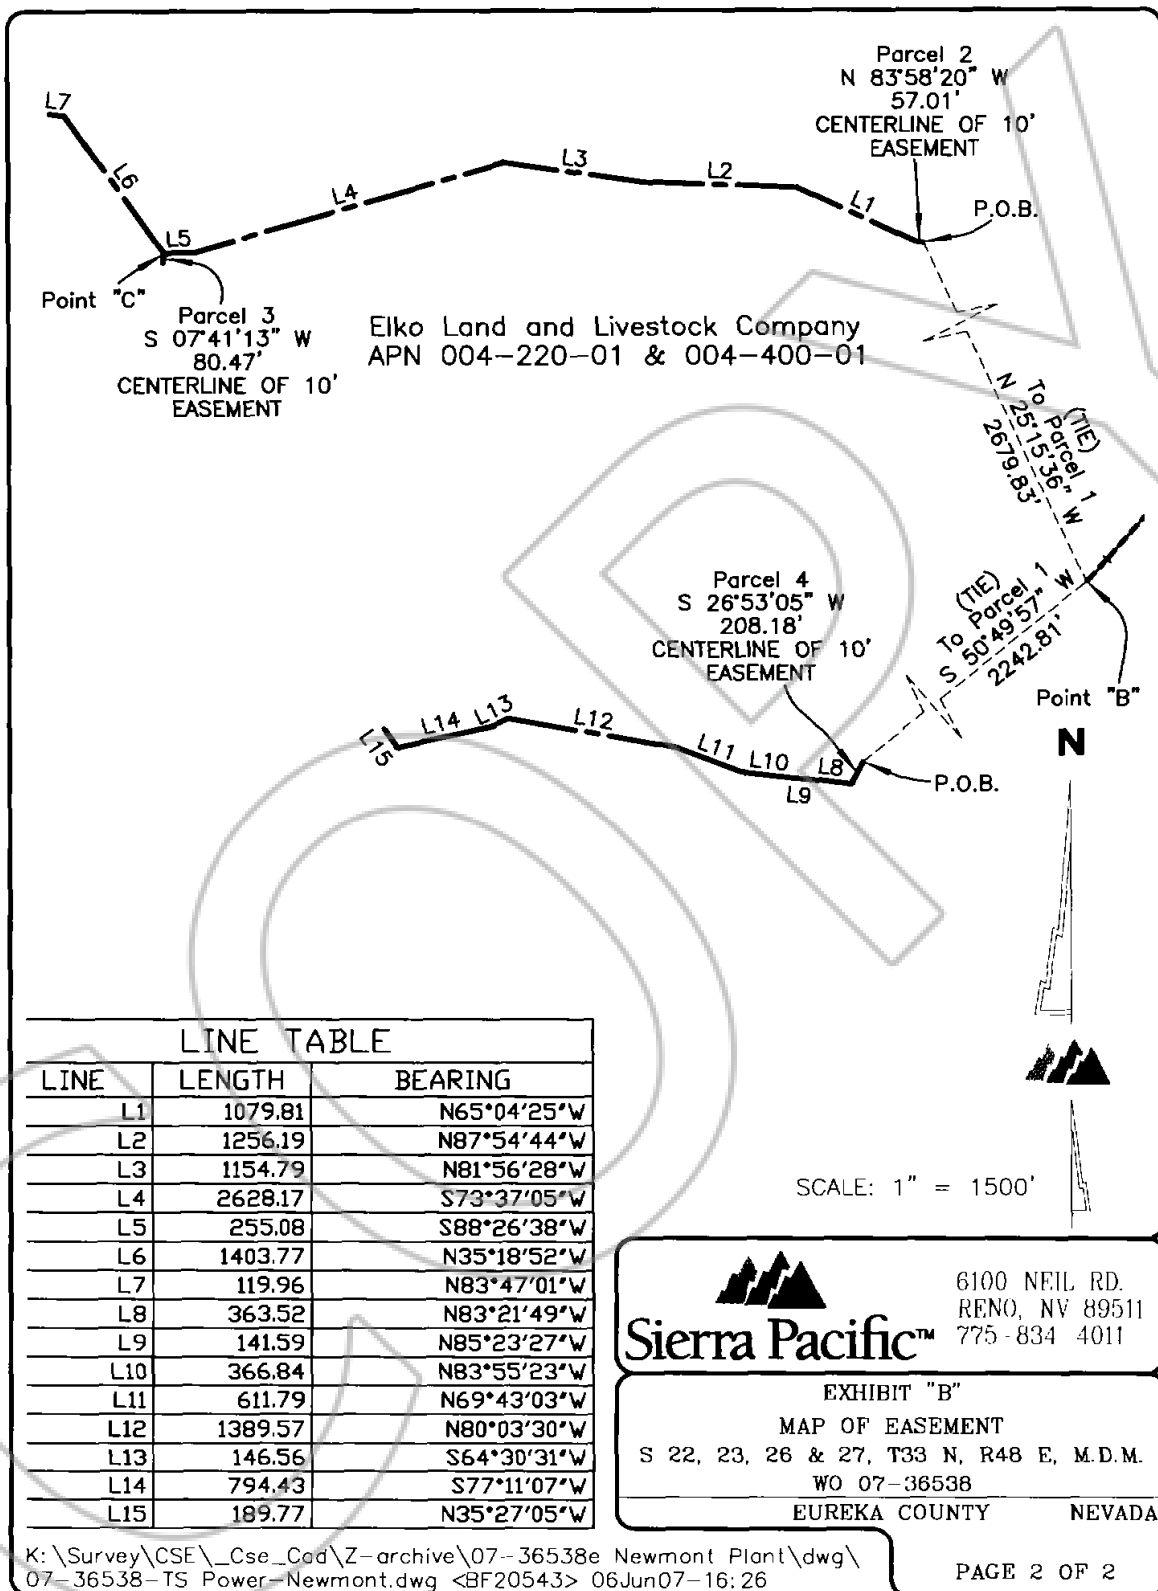 Parcel 2
N 83°58'20" W
57.01'
CENTERLINE OF 10'
EASEMENT
L7
L6
L5
L4
L3
L2
L1
P.O.B.
Point "C"
Parcel 3
S 07°41'13" W
80.47'
CENTERLINE OF 10'
EASEMENT
Elko Land and Livestock Company
APN 004-220-01 & 004-400-01
(TIE)
To Parcel 1
N 25°15'36" W
2679.83'
(TIE)
To Parcel 1
S 50°49'57" W
2242.81'
Point "B"
Parcel 4
S 26°53'05" W
208.18'
CENTERLINE OF 10'
EASEMENT
L15
L14
L13
L12
L11
L10
L9
L8
P.O.B.
N
COPY
LINE TABLE
LINE LENGTH BEARING
L1 1079.81 N65°04'25"W
L2 1256.19 N87°54'44"W
L3 1154.79 N81°56'28"W
L4 2628.17 S73°37'05"W
L5 255.08 S88°26'38"W
L6 1403.77 N35°18'52"W
L7 119.96 N83°47'01"W
L8 363.52 N83°21'49"W
L9 141.59 N85°23'27"W
L10 366.84 N83°55'23"W
L11 611.79 N69°43'03"W
L12 1389.57 N80°03'30"W
L13 146.56 S64°30'31"W
L14 794.43 S77°11'07"W
L15 189.77 N35°27'05"W
SCALE: 1" = 1500'
Sierra Pacific™
6100 NEIL RD.
RENO, NV 89511
775-834 4011
EXHIBIT "B"
MAP OF EASEMENT
S 22, 23, 26 & 27, T33 N, R48 E, M.D.M.
WO 07-36538
EUREKA COUNTY NEVADA
K:\Survey\CSE\_Cse_Cad\Z-archive\07-36538e Newmont Plant\dwg\
07-36538-TS Power-Newmont.dwg <BF20543> 06Jun07-16:26
PAGE 2 OF 2